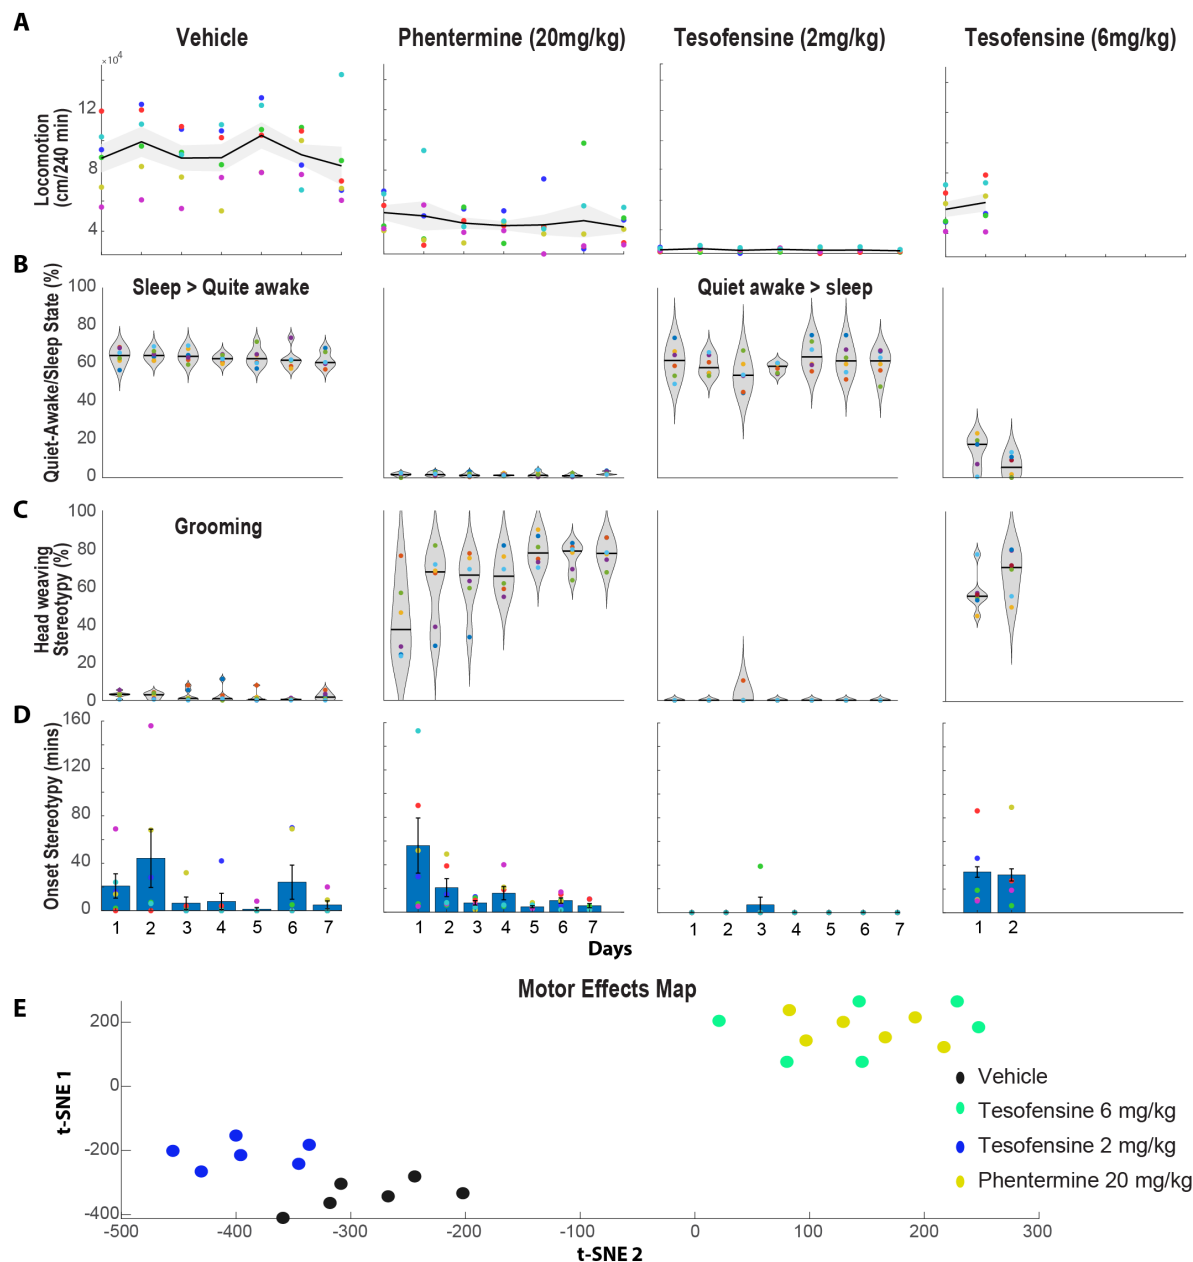 A
Vehicle
Phentermine (20mg/kg)
Tesofensine (2mg/kg)
Tesofensine (6mg/kg)
×10⁴
Locomotion
(cm/240 min)
12
8
4
B
Quiet-Awake/Sleep State (%)
Sleep > Quite awake
Quiet awake > sleep
100
80
60
40
20
0
C
Head weaving
Stereotypy (%)
Grooming
100
80
60
40
20
0
D
Onset Stereotypy (mins)
160
120
80
40
0
1 2 3 4 5 6 7
1 2 3 4 5 6 7
1 2 3 4 5 6 7
1 2
Days
E
Motor Effects Map
t-SNE 1
200
0
-200
-400
-500 -400 -300 -200 -100 0 100 200 300
t-SNE 2
Vehicle
Tesofensine 6 mg/kg
Tesofensine 2 mg/kg
Phentermine 20 mg/kg